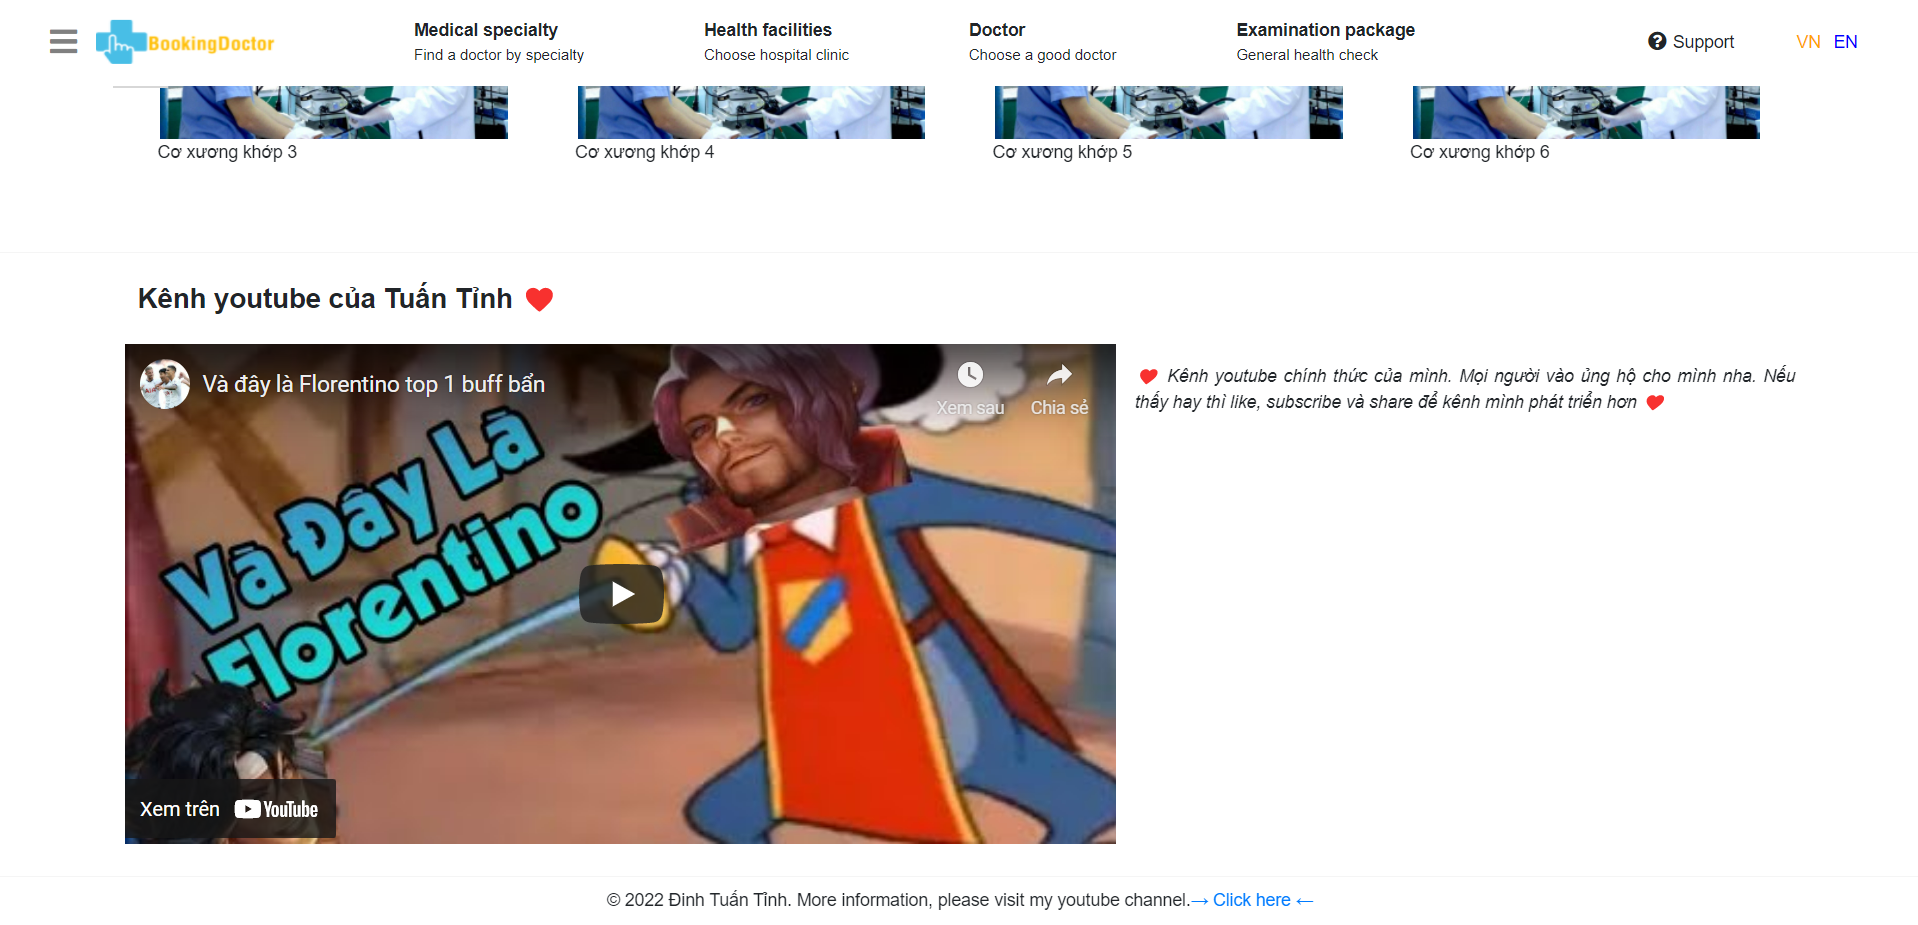 BookingDoctor
Medical specialty
Find a doctor by specialty
Health facilities
Choose hospital clinic
Doctor
Choose a good doctor
Examination package
General health check
Support
VN EN
Cơ xương khớp 3
Cơ xương khớp 4
Cơ xương khớp 5
Cơ xương khớp 6
Kênh youtube của Tuấn Tỉnh
Và đây là Florentino top 1 buff bẩn
Xem sau
Chia sẻ
Và Đây Là
Florentino
Xem trên YouTube
Kênh youtube chính thức của mình. Mọi người vào ủng hộ cho mình nha. Nếu
thấy hay thì like, subscribe và share để kênh mình phát triển hơn
© 2022 Đinh Tuấn Tỉnh. More information, please visit my youtube channel.→ Click here ←